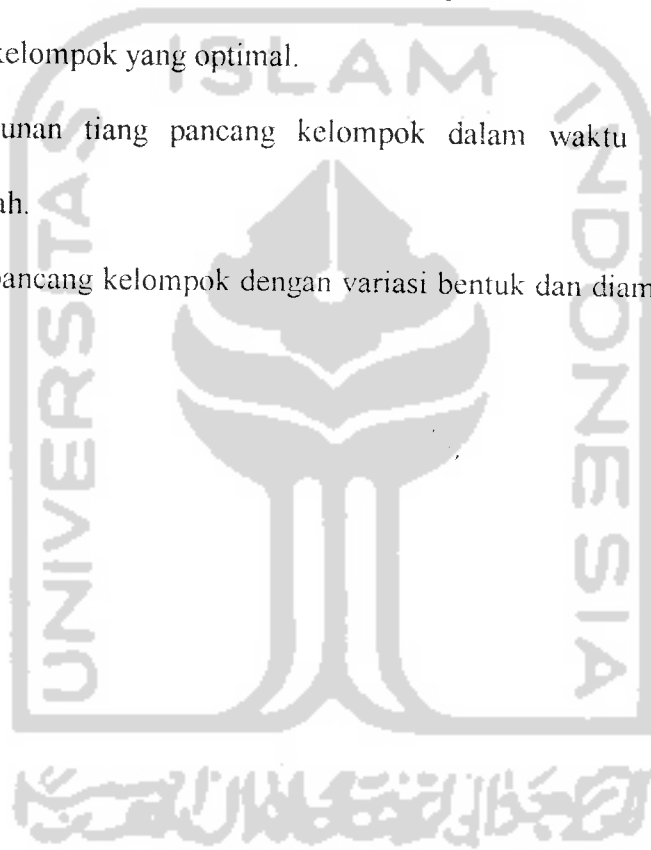 kelompok yang optimal.
unan tiang pancang kelompok dalam waktu
ah.
pancang kelompok dengan variasi bentuk dan diam
ISLAM
UNIVERSITAS
INDONESIA